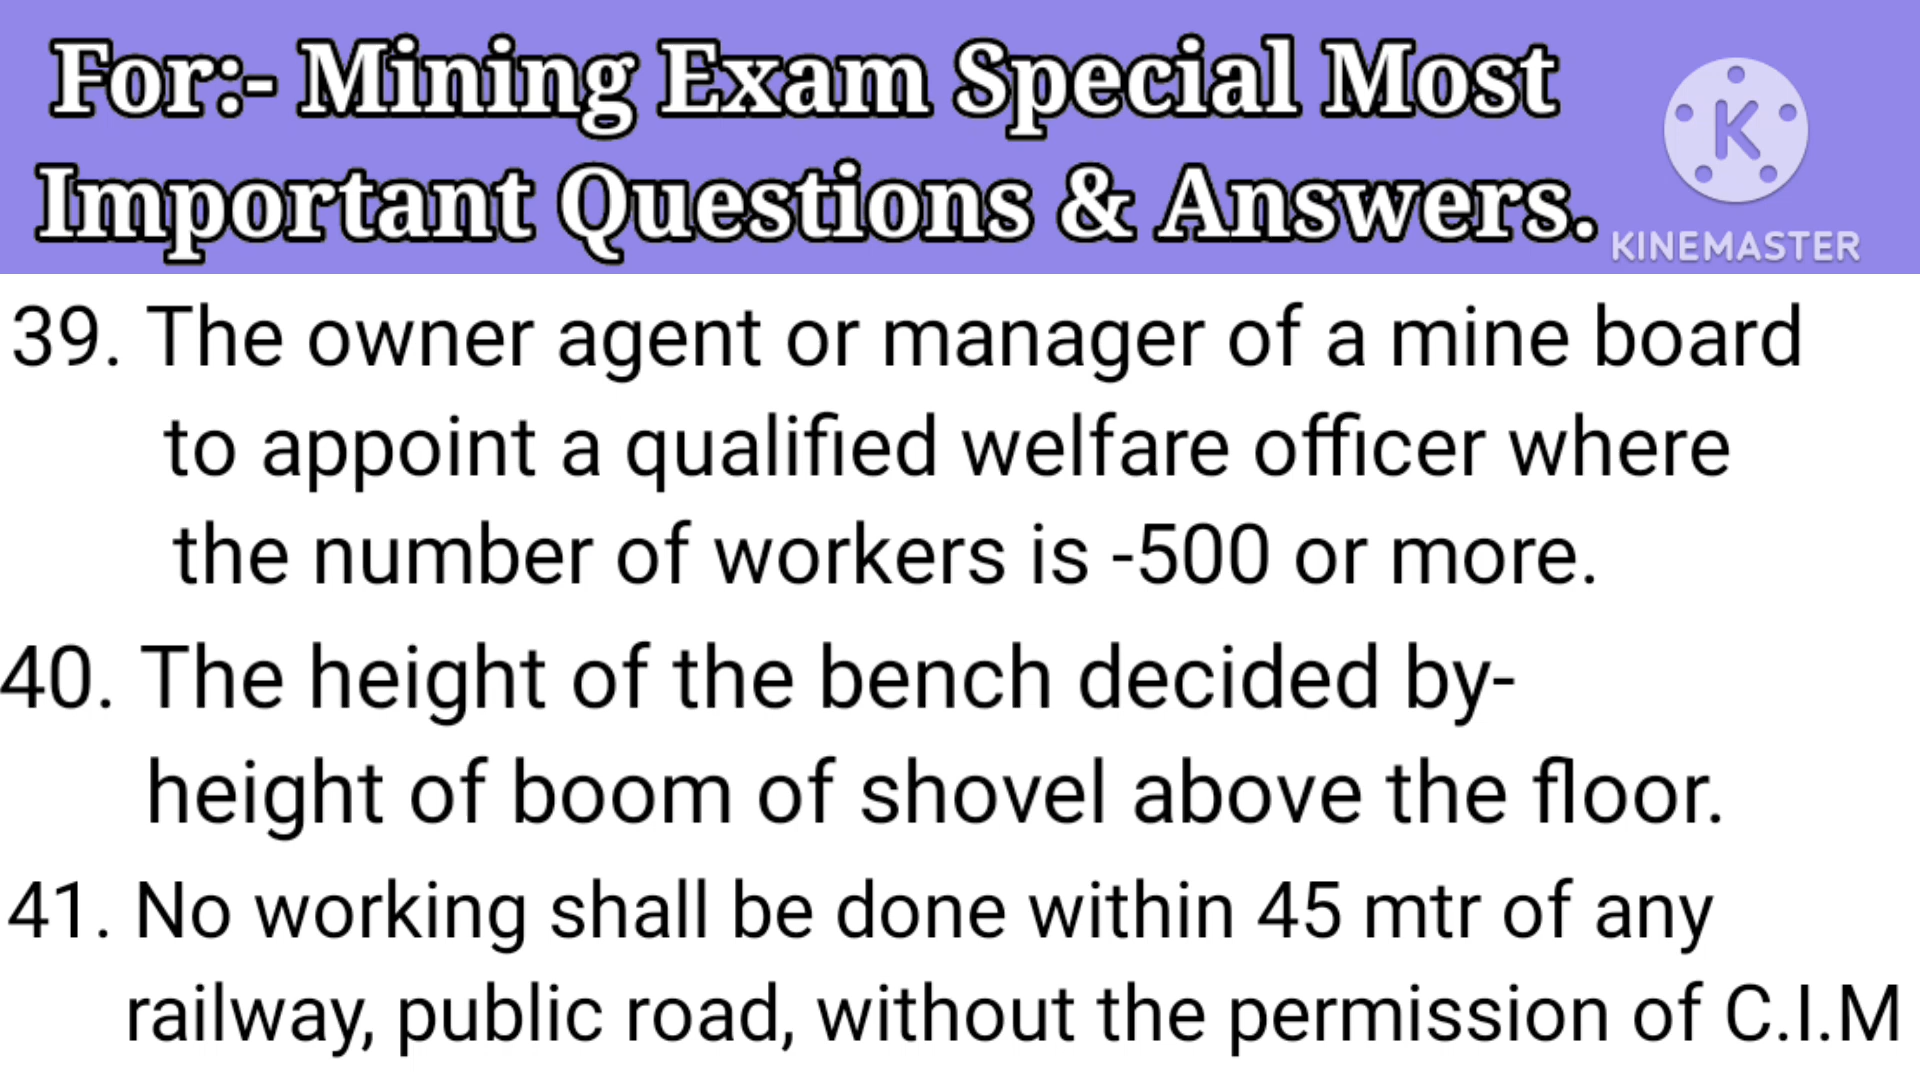 For:- Mining Exam Special Most
Important Questions & Answers.
K
KINEMASTER
39. The owner agent or manager of a mine board
to appoint a qualified welfare officer where
the number of workers is -500 or more.
40. The height of the bench decided by-
height of boom of shovel above the floor.
41. No working shall be done within 45 mtr of any
railway, public road, without the permission of C.I.M